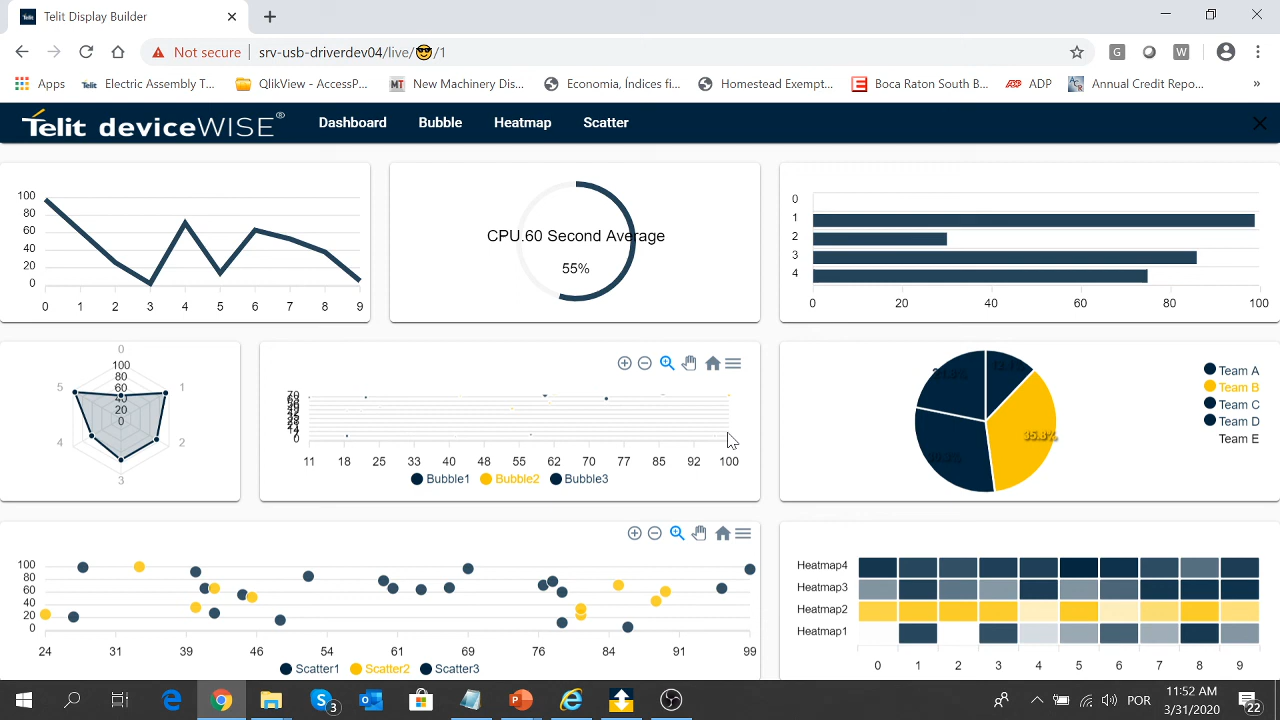 Telit Display Builder
Not secure srv-usb-driverdev04/live/😎/1
G W
Apps Telit Electric Assembly T... QlikView - AccessP... MT New Machinery Dis... Economia, Índices fi... Homestead Exempt... E Boca Raton South B... ADP Annual Credit Repo... »
Telit deviceWISE® Dashboard Bubble Heatmap Scatter
100
80
60
40
20
0
0 1 2 3 4 5 6 7 8 9
CPU.60 Second Average
55%
0
1
2
3
4
0 20 40 60 80 100
0
100
80
60
40
20
0
5 1
4 2
3
11 18 25 33 40 48 55 62 70 77 85 92 100
Bubble1 Bubble2 Bubble3
35.8%
Team A
Team B
Team C
Team D
Team E
100
80
60
40
20
0
24 31 39 46 54 61 69 76 84 91 99
Scatter1 Scatter2 Scatter3
Heatmap4
Heatmap3
Heatmap2
Heatmap1
0 1 2 3 4 5 6 7 8 9
3 POR 11:52 AM
3/31/2020 22